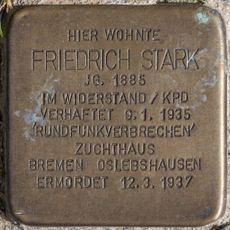 HIER WOHNTE
FRIEDRICH STARK
JG. 1885
IM WIDERSTAND / KPD
VERHAFTET 9.1.1935
'RUNDFUNKVERBRECHEN'
ZUCHTHAUS
BREMEN OSLEBSHAUSEN
ERMORDET 12.3.1937